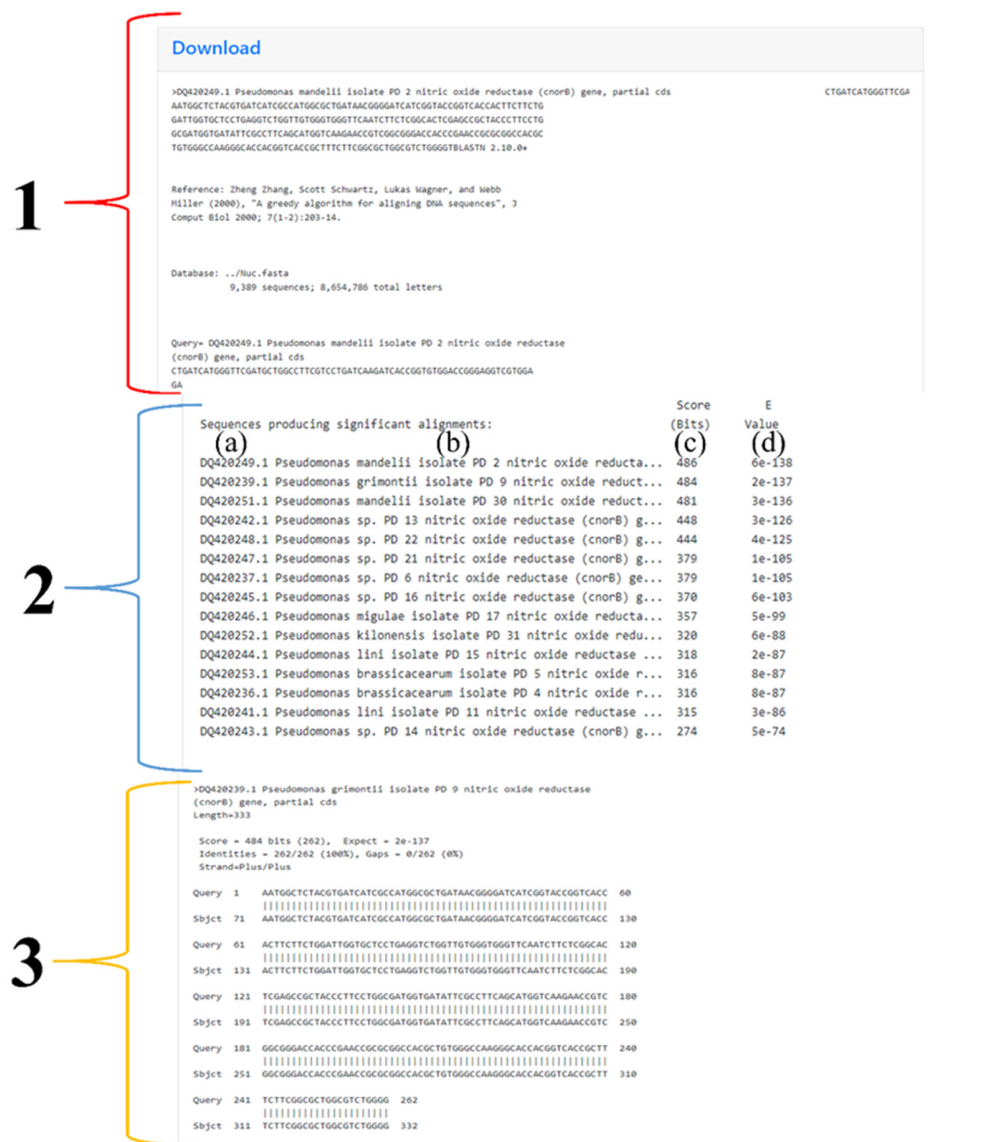 1
Download
>DQ420249.1 Pseudomonas mandelii isolate PD 2 nitric oxide reductase (cnorB) gene, partial cds CTGATCATGGGTTCGA
AATGGCTCTACGTGATCATCGCCATGGCGCTGATAACGGGGATCATCGGTACCGGTCACCACTTCTTCTG
GATTGGTGCTCCTGAGGTCTGGTTGTGGGTGGGTTCAATCTTCTCGGCACTCGAGCCGCTACCCTTCCTG
GCGATGGTGATATTCGCCTTCAGCATGGTCAAGAACCGTCGGCGGGACCACCCGAACCGCGCGGCCACGC
TGTGGGCCAAGGGCACCACGGTCACCGCTTTCTTCGGCGCTGGCGTCTGGGGTBLASTN 2.10.0+
Reference: Zheng Zhang, Scott Schwartz, Lukas Wagner, and Webb
Miller (2000), "A greedy algorithm for aligning DNA sequences", J
Comput Biol 2000; 7(1-2):203-14.
Database: ../Nuc.fasta
9,389 sequences; 8,654,786 total letters
Query= DQ420249.1 Pseudomonas mandelii isolate PD 2 nitric oxide reductase
(cnorB) gene, partial cds
CTGATCATGGGTTCGATGCTGGCCTTCGTCCTGATCAAGATCACCGGTGTGGACCGGGAGGTCGTGGA
GA
2
Score E
Sequences producing significant alignments: (Bits) Value
(a) (b) (c) (d)
DQ420249.1 Pseudomonas mandelii isolate PD 2 nitric oxide reducta... 486 6e-138
DQ420239.1 Pseudomonas grimontii isolate PD 9 nitric oxide reduct... 484 2e-137
DQ420251.1 Pseudomonas mandelii isolate PD 30 nitric oxide reduct... 481 3e-136
DQ420242.1 Pseudomonas sp. PD 13 nitric oxide reductase (cnorB) g... 448 3e-126
DQ420248.1 Pseudomonas sp. PD 22 nitric oxide reductase (cnorB) g... 444 4e-125
DQ420247.1 Pseudomonas sp. PD 21 nitric oxide reductase (cnorB) g... 379 1e-105
DQ420237.1 Pseudomonas sp. PD 6 nitric oxide reductase (cnorB) ge... 379 1e-105
DQ420245.1 Pseudomonas sp. PD 16 nitric oxide reductase (cnorB) g... 370 6e-103
DQ420246.1 Pseudomonas migulae isolate PD 17 nitric oxide reducta... 357 5e-99
DQ420252.1 Pseudomonas kilonensis isolate PD 31 nitric oxide redu... 320 6e-88
DQ420244.1 Pseudomonas lini isolate PD 15 nitric oxide reductase ... 318 2e-87
DQ420253.1 Pseudomonas brassicacearum isolate PD 5 nitric oxide r... 316 8e-87
DQ420236.1 Pseudomonas brassicacearum isolate PD 4 nitric oxide r... 316 8e-87
DQ420241.1 Pseudomonas lini isolate PD 11 nitric oxide reductase ... 315 3e-86
DQ420243.1 Pseudomonas sp. PD 14 nitric oxide reductase (cnorB) g... 274 5e-74
3
>DQ420239.1 Pseudomonas grimontii isolate PD 9 nitric oxide reductase
(cnorB) gene, partial cds
Length=333
Score = 484 bits (262), Expect = 2e-137
Identities = 262/262 (100%), Gaps = 0/262 (0%)
Strand=Plus/Plus
Query 1 AATGGCTCTACGTGATCATCGCCATGGCGCTGATAACGGGGATCATCGGTACCGGTCACC 60
Sbjct 71 AATGGCTCTACGTGATCATCGCCATGGCGCTGATAACGGGGATCATCGGTACCGGTCACC 130
Query 61 ACTTCTTCTGGATTGGTGCTCCTGAGGTCTGGTTGTGGGTGGGTTCAATCTTCTCGGCAC 120
Sbjct 131 ACTTCTTCTGGATTGGTGCTCCTGAGGTCTGGTTGTGGGTGGGTTCAATCTTCTCGGCAC 190
Query 121 TCGAGCCGCTACCCTTCCTGGCGATGGTGATATTCGCCTTCAGCATGGTCAAGAACCGTC 180
Sbjct 191 TCGAGCCGCTACCCTTCCTGGCGATGGTGATATTCGCCTTCAGCATGGTCAAGAACCGTC 250
Query 181 GGCGGGACCACCCGAACCGCGCGGCCACGCTGTGGGCCAAGGGCACCACGGTCACCGCTT 240
Sbjct 251 GGCGGGACCACCCGAACCGCGCGGCCACGCTGTGGGCCAAGGGCACCACGGTCACCGCTT 310
Query 241 TCTTCGGCGCTGGCGTCTGGGG 262
Sbjct 311 TCTTCGGCGCTGGCGTCTGGGG 332